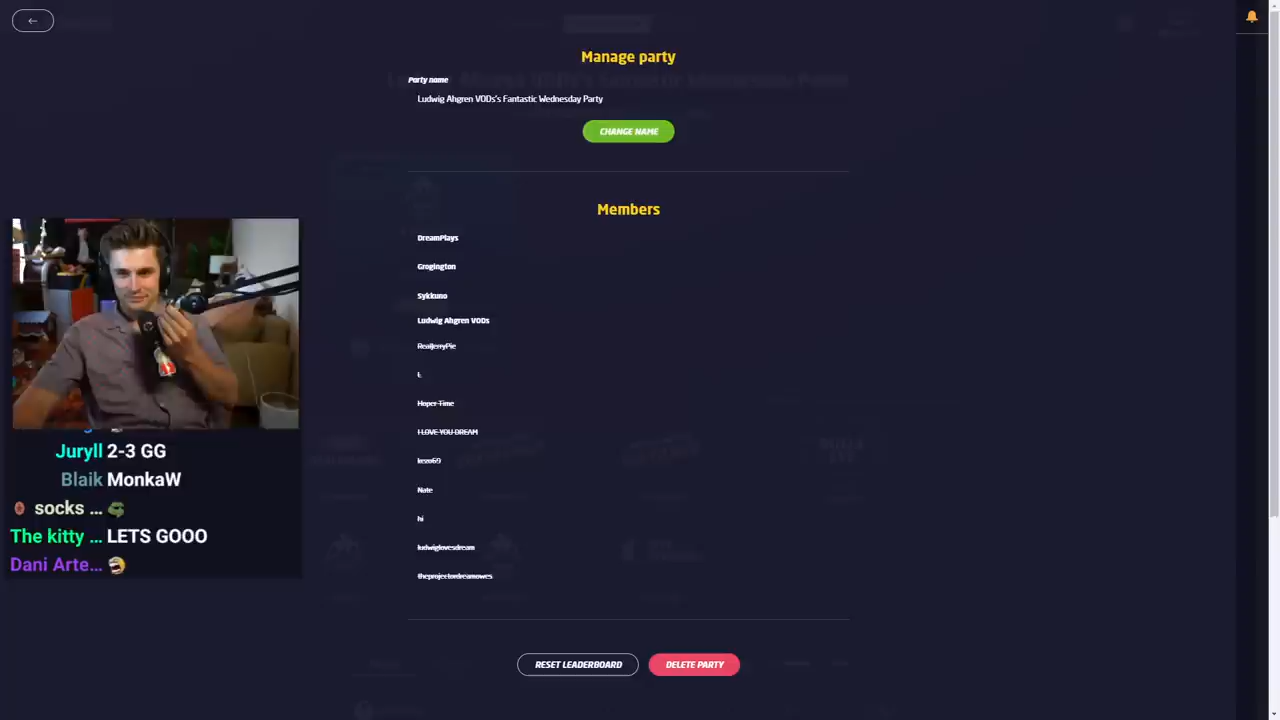 Manage party
Party name
Ludwig Ahgren VODs's Fantastic Wednesday Party
CHANGE NAME
Members
DreamPlays
Grogington
Sykkuno
Ludwig Ahgren VODs
RealJerryPie
t.
Hoper-Time
I LOVE YOU DREAM
Nate
hi
ludwiglovesdream
theprojectordreamowes
RESET LEADERBOARD
DELETE PARTY
Juryll 2-3 GG
Blaik MonkaW
socks ...
The kitty ... LETS GOOO
Dani Arte...